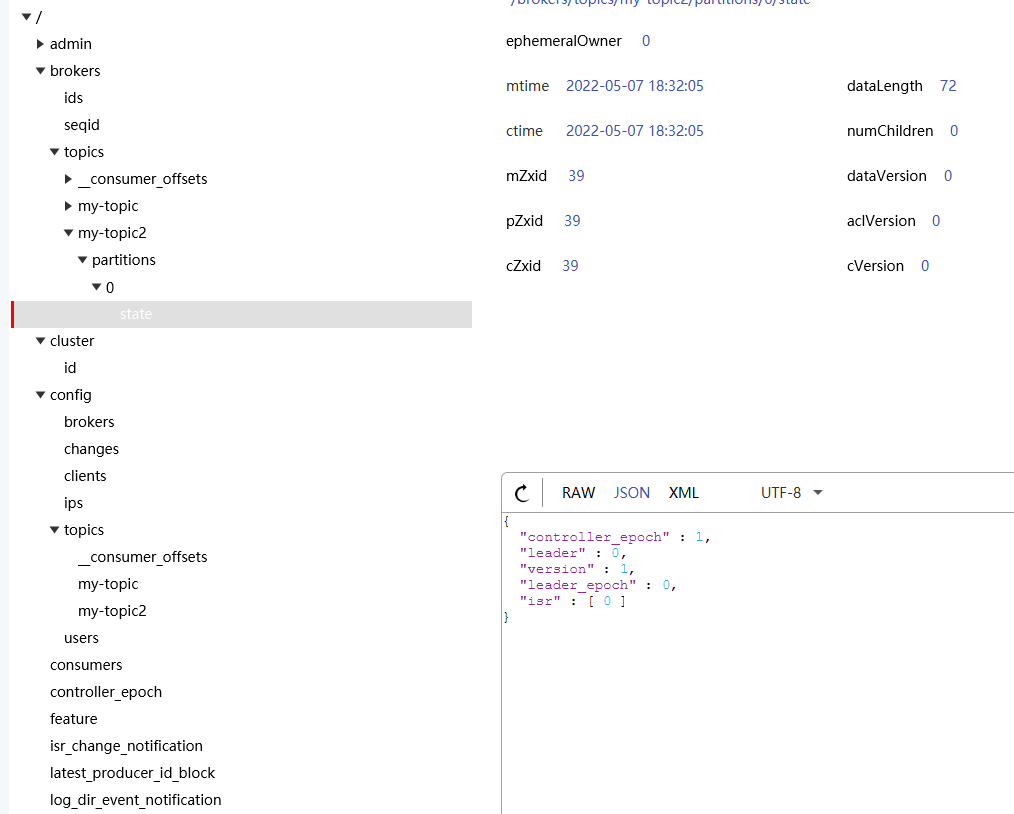 /
admin
brokers
ids
seqid
topics
__consumer_offsets
my-topic
my-topic2
partitions
0
state
cluster
id
config
brokers
changes
clients
ips
topics
__consumer_offsets
my-topic
my-topic2
users
consumers
controller_epoch
feature
isr_change_notification
latest_producer_id_block
log_dir_event_notification
/brokers/topics/my-topic2/partitions/0/state
ephemeralOwner 0
mtime 2022-05-07 18:32:05 dataLength 72
ctime 2022-05-07 18:32:05 numChildren 0
mZxid 39 dataVersion 0
pZxid 39 aclVersion 0
cZxid 39 cVersion 0
RAW JSON XML UTF-8
{
"controller_epoch" : 1,
"leader" : 0,
"version" : 1,
"leader_epoch" : 0,
"isr" : [ 0 ]
}